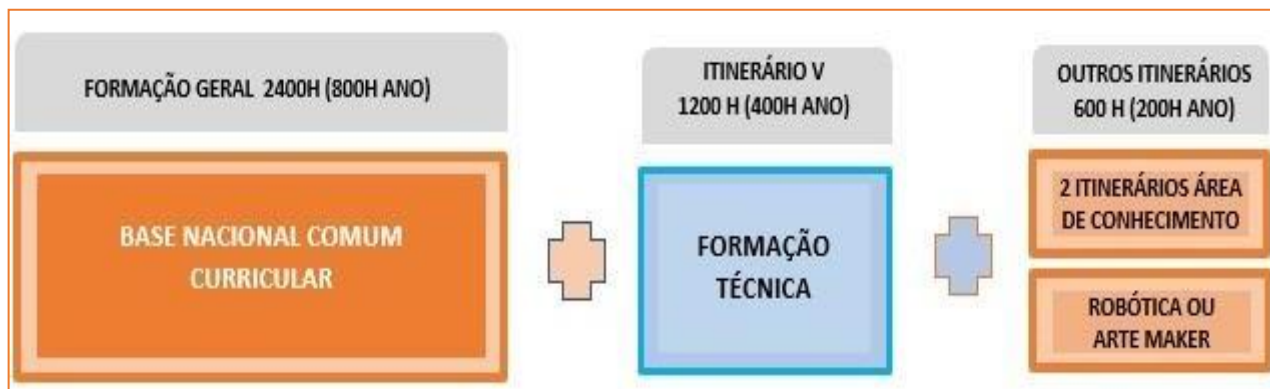 FORMAÇÃO GERAL 2400H (800H ANO)
BASE NACIONAL COMUM
CURRICULAR
ITINERÁRIO V
1200 H (400H ANO)
FORMAÇÃO
TÉCNICA
OUTROS ITINERÁRIOS
600 H (200H ANO)
2 ITINERÁRIOS ÁREA
DE CONHECIMENTO
ROBÓTICA OU
ARTE MAKER